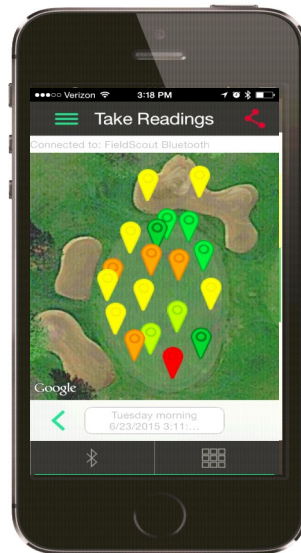 ●●●○○ Verizon 3:18 PM
Take Readings
Connected to: FieldScout Bluetooth
Google
Tuesday morning
6/23/2015 3:11:...